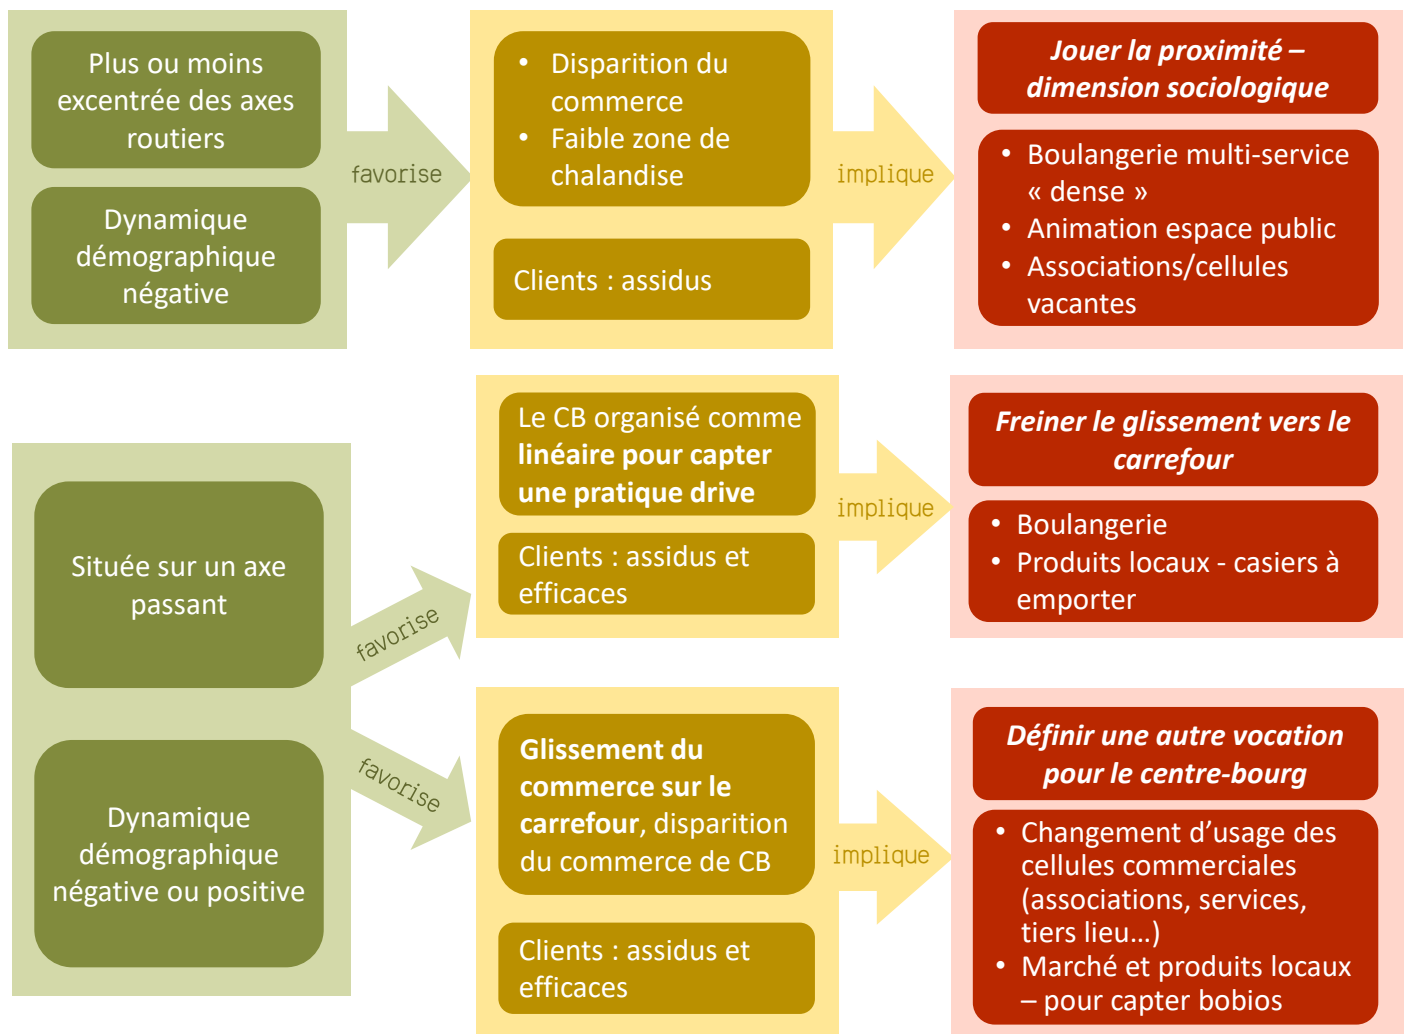 Plus ou moins
excentrée des axes
routiers
Dynamique
démographique
négative
favorise
• Disparition du
commerce
• Faible zone de
chalandise
Clients : assidus
implique
Jouer la proximité –
dimension sociologique
• Boulangerie multi-service
« dense »
• Animation espace public
• Associations/cellules
vacantes
Située sur un axe
passant
Dynamique
démographique
négative ou positive
favorise
Le CB organisé comme
linéaire pour capter
une pratique drive
Clients : assidus et
efficaces
implique
Freiner le glissement vers le
carrefour
• Boulangerie
• Produits locaux - casiers à
emporter
favorise
Glissement du
commerce sur le
carrefour, disparition
du commerce de CB
Clients : assidus et
efficaces
implique
Définir une autre vocation
pour le centre-bourg
• Changement d’usage des
cellules commerciales
(associations, services,
tiers lieu…)
• Marché et produits locaux
– pour capter bobios